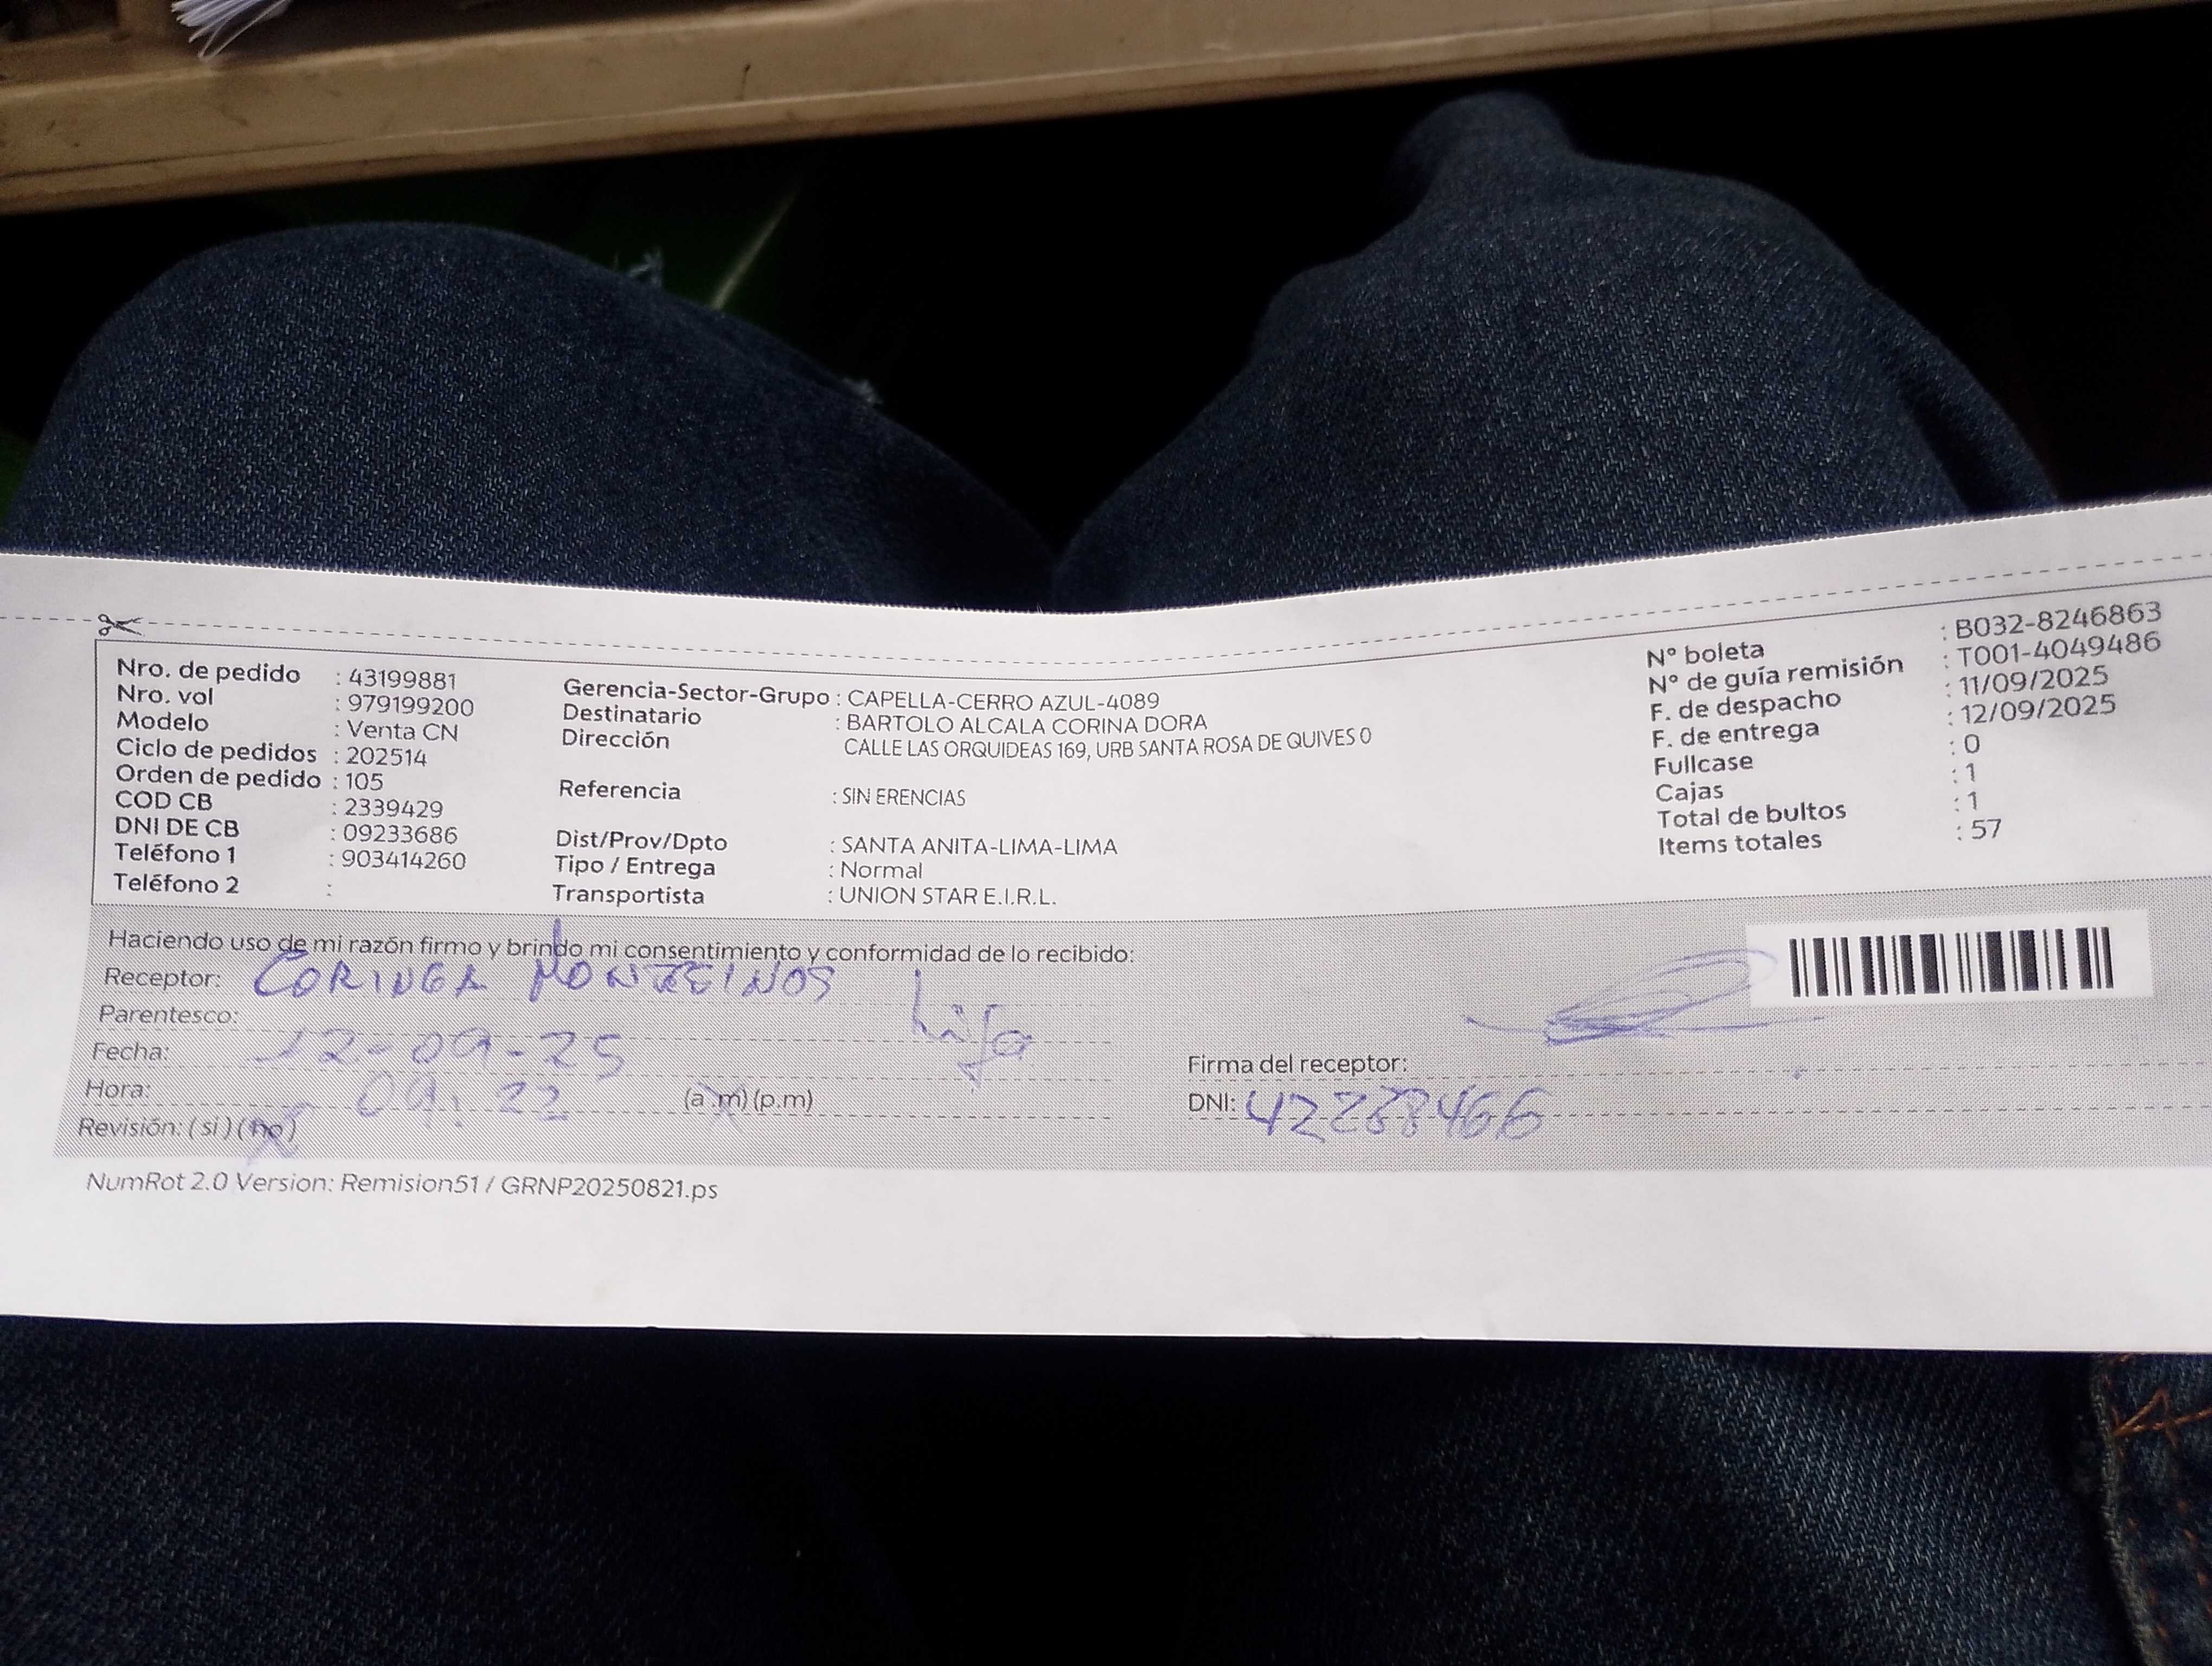 Nro. de pedido : 43199881
Nro. vol : 979199200
Modelo : Venta CN
Ciclo de pedidos : 202514
Orden de pedido : 105
COD CB : 2339429
DNI DE CB : 09233686
Teléfono 1 : 903414260
Teléfono 2 :
Gerencia-Sector-Grupo : CAPELLA-CERRO AZUL-4089
Destinatario : BARTOLO ALCALA CORINA DORA
Dirección CALLE LAS ORQUIDEAS 169, URB SANTA ROSA DE QUIVES 0
Referencia : SIN ERENCIAS
Dist/Prov/Dpto : SANTA ANITA-LIMA-LIMA
Tipo / Entrega : Normal
Transportista : UNION STAR E.I.R.L.
N° boleta : B032-8246863
N° de guía remisión : T001-4049486
F. de despacho : 11/09/2025
F. de entrega : 12/09/2025
Fullcase : 0
Cajas : 1
Total de bultos : 1
Items totales : 57
Haciendo uso de mi razón firmo y brindo mi consentimiento y conformidad de lo recibido:
Receptor: CORINGA
Parentesco: hija
Fecha: 12-09-25
Hora: 09:22 (a.m) (p.m)
Revisión: (si) (no)
Firma del receptor:
DNI: 42288466
NumRot 2.0 Version: Remision51 / GRNP20250821.ps